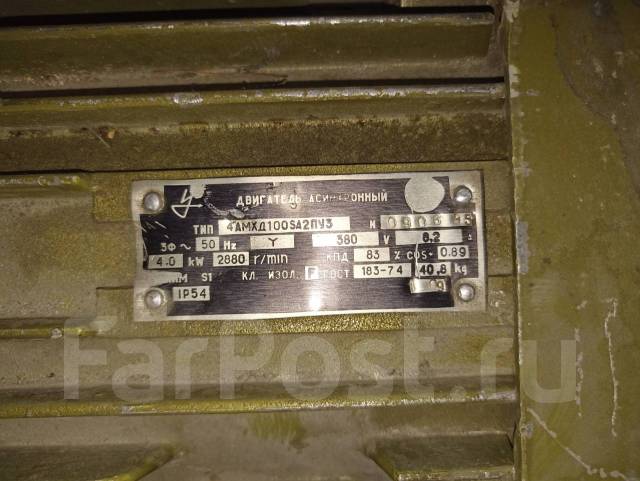 ДВИГАТЕЛЬ АСИНХРОННЫЙ
ТИП 4АМХД100SА2ПУ3 N
3Ф~ 50 Hz Y 380 V 8.2
4.0 kW 2880 r/min КПД 83 % COS 0.89
S1 КЛ. ИЗОЛ. F ГОСТ 183-74 40,8 kg
IP54
FarPost.ru